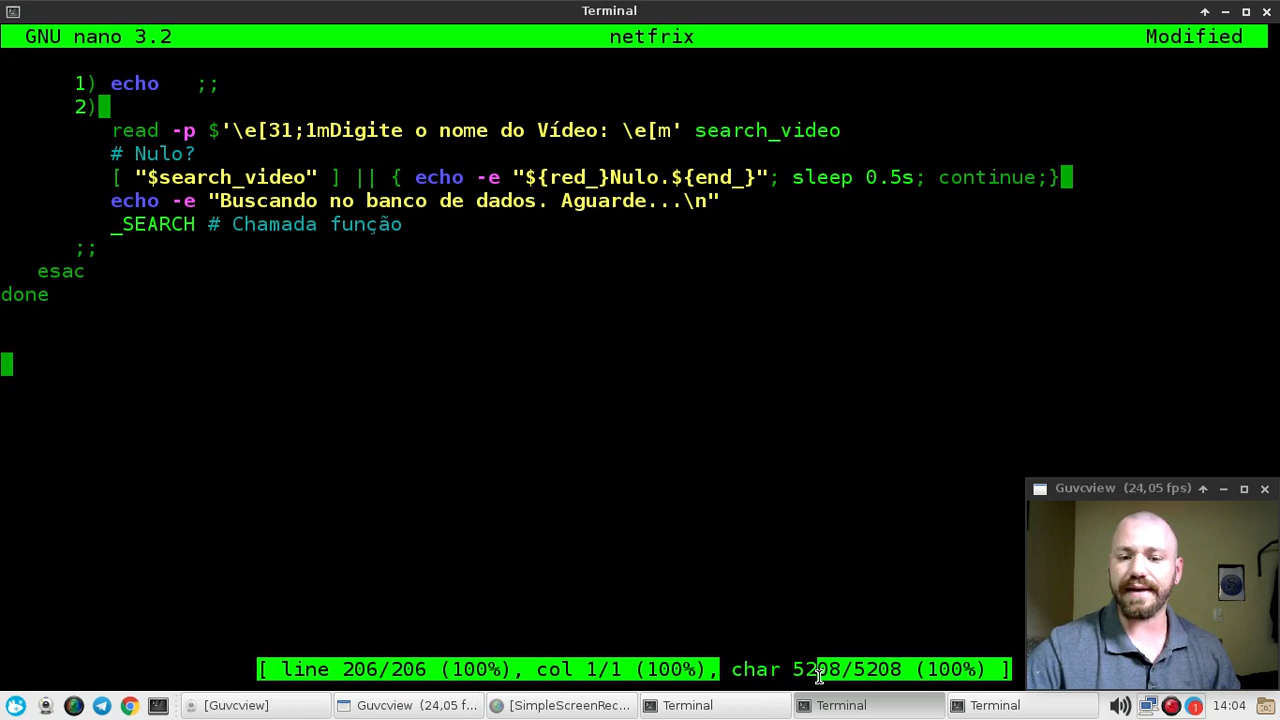 Terminal
GNU nano 3.2 netfrix Modified
1) echo ;;
2)
read -p $'\e[31;1mDigite o nome do Vídeo: \e[m' search_video
# Nulo?
[ "$search_video" ] || { echo -e "${red_}Nulo.${end_}"; sleep 0.5s; continue;}
echo -e "Buscando no banco de dados. Aguarde...\n"
_SEARCH # Chamada função
;;
esac
done
Guvcview (24,05 fps)
[ line 206/206 (100%), col 1/1 (100%), char 5208/5208 (100%) ]
[Guvcview] Guvcview (24,05 f... [SimpleScreenRec... Terminal Terminal Terminal 1 14:04